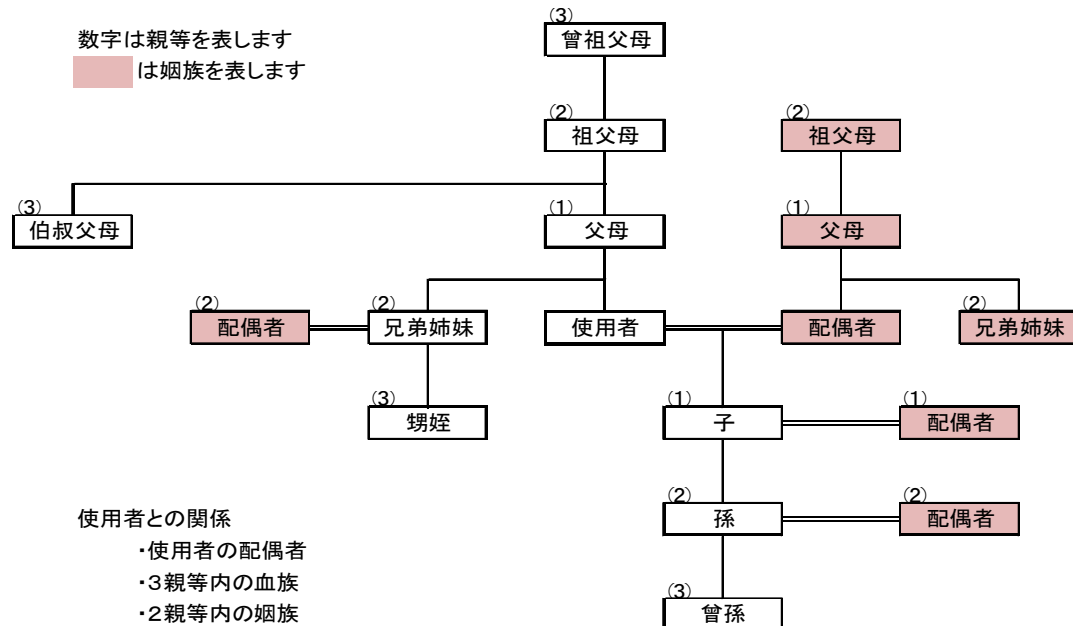 数字は親等を表します
は姻族を表します
(3)
曾祖父母
(2)
祖父母
(2)
祖父母
(3)
伯叔父母
(1)
父母
(1)
父母
(2)
配偶者
(2)
兄弟姉妹
使用者
配偶者
(2)
兄弟姉妹
(3)
甥姪
(1)
子
(1)
配偶者
(2)
孫
(2)
配偶者
(3)
曾孫
使用者との関係
・使用者の配偶者
・３親等内の血族
・２親等内の姻族